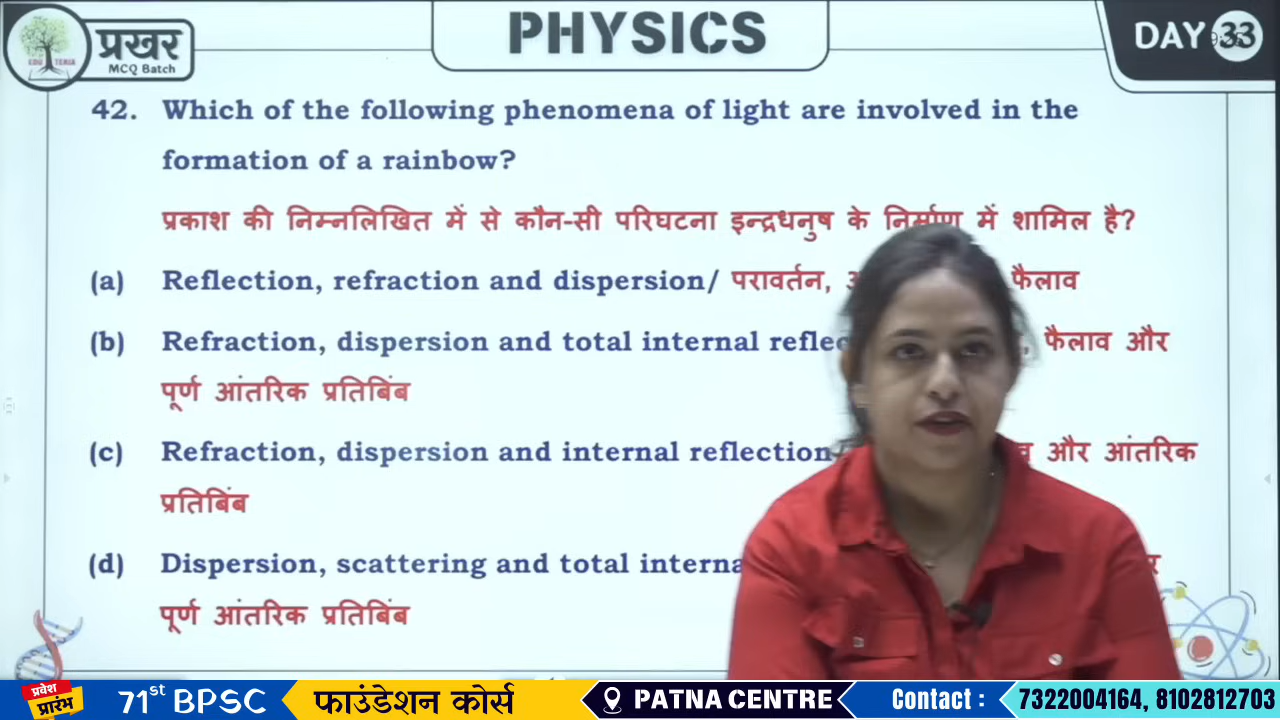 प्रखर
MCQ Batch
EDU TERIA
PHYSICS
DAY 33
42. Which of the following phenomena of light are involved in the
formation of a rainbow?
प्रकाश की निम्नलिखित में से कौन-सी परिघटना इन्द्रधनुष के निर्माण में शामिल है?
(a) Reflection, refraction and dispersion/ परावर्तन, फैलाव
(b) Refraction, dispersion and total internal फैलाव और
पूर्ण आंतरिक प्रतिबिंब
(c) Refraction, dispersion and internal reflection और आंतरिक
प्रतिबिंब
(d) Dispersion, scattering and total
पूर्ण आंतरिक प्रतिबिंब
प्रवेश प्रारंभ
71st BPSC
फाउंडेशन कोर्स
PATNA CENTRE
Contact :
7322004164, 8102812703